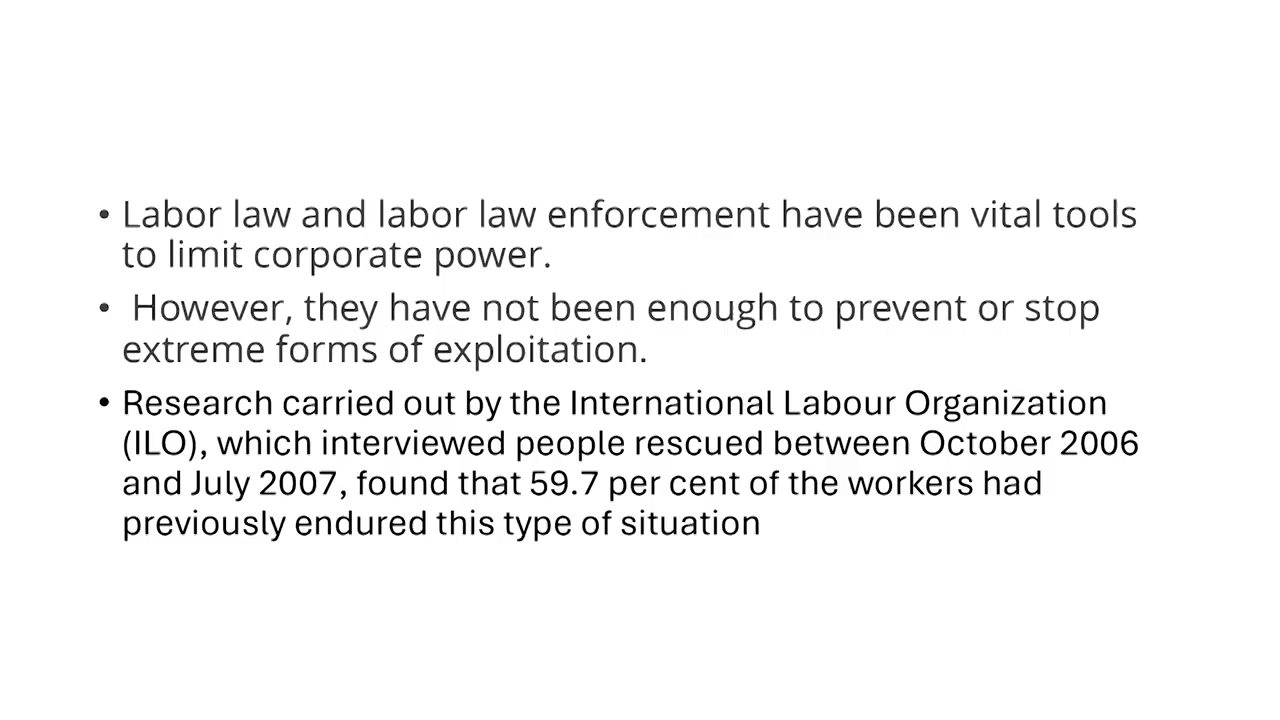 • Labor law and labor law enforcement have been vital tools
to limit corporate power.
• However, they have not been enough to prevent or stop
extreme forms of exploitation.
• Research carried out by the International Labour Organization
(ILO), which interviewed people rescued between October 2006
and July 2007, found that 59.7 per cent of the workers had
previously endured this type of situation